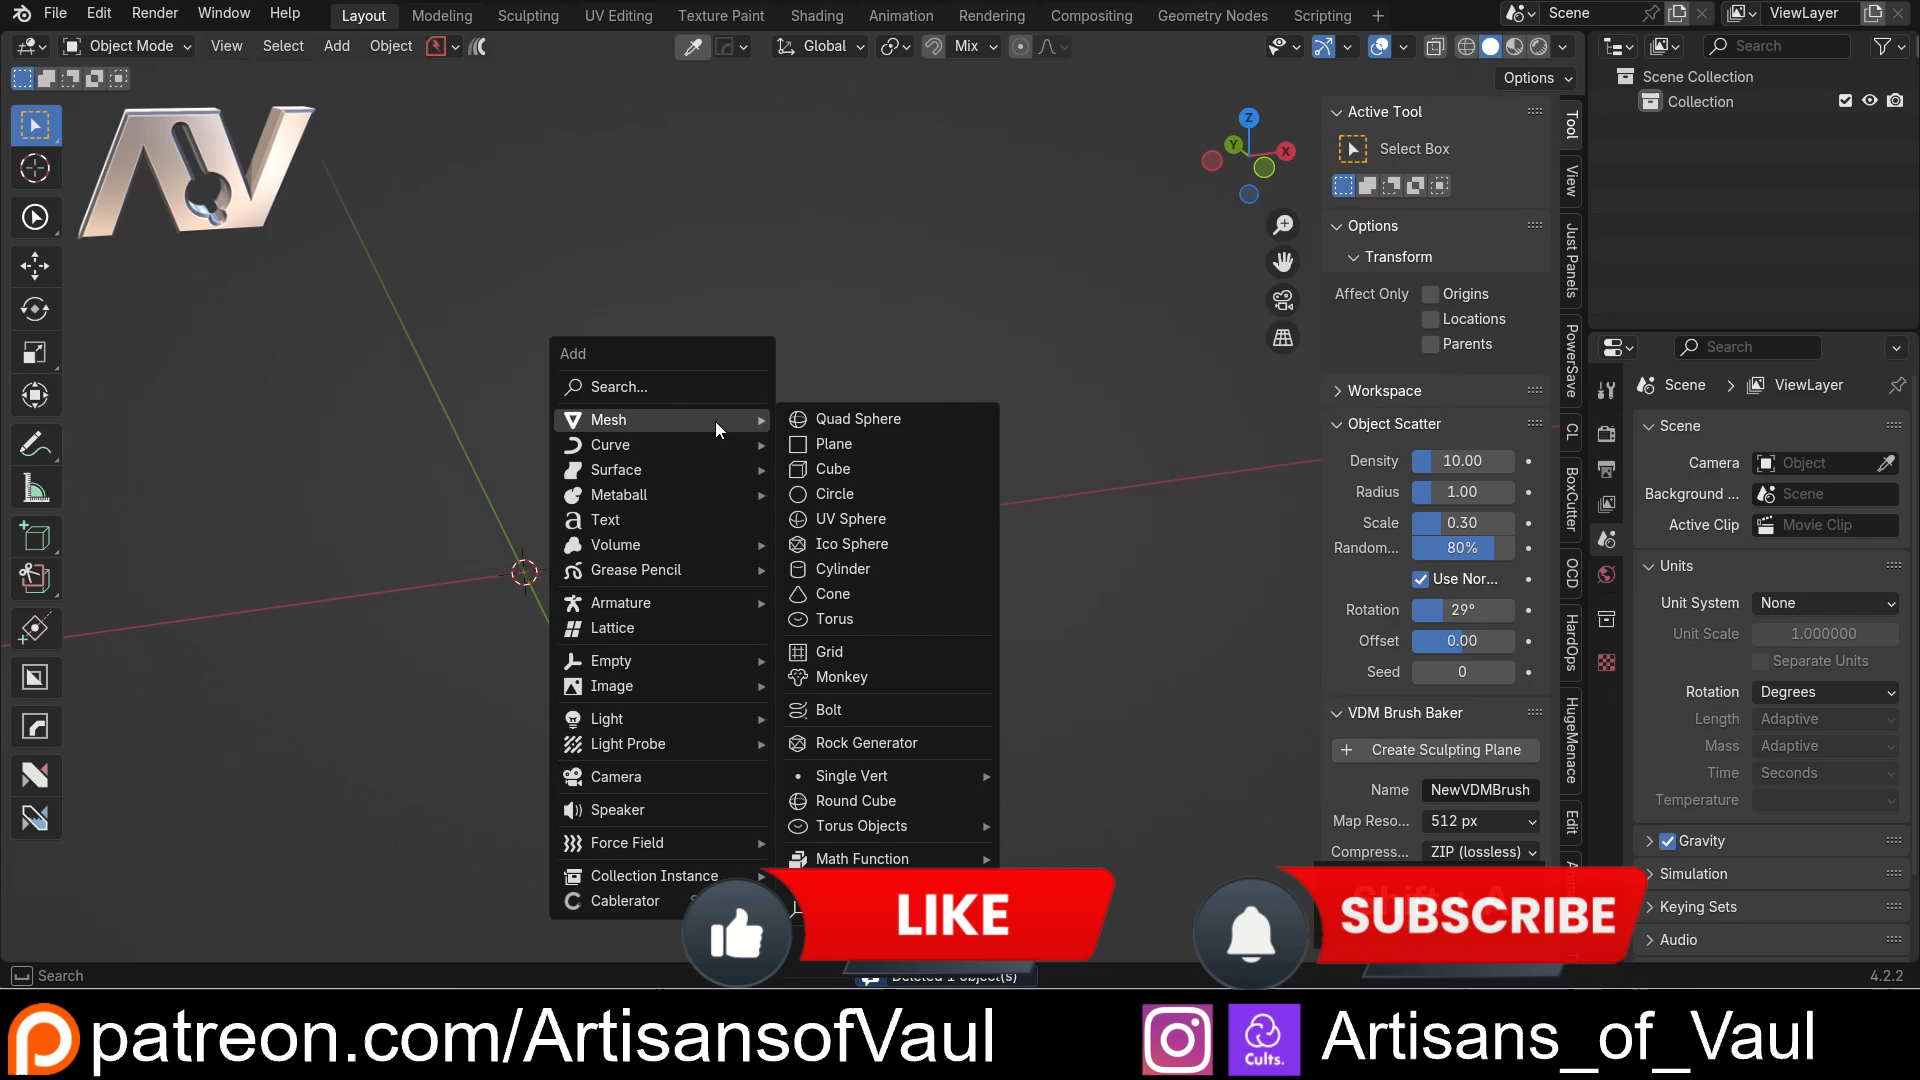 File Edit Render Window Help Layout Modeling Sculpting UV Editing Texture Paint Shading Animation Rendering Compositing Geometry Nodes Scripting + Scene ViewLayer
Object Mode View Select Add Object Global Mix Search
Options
Scene Collection
Collection
Active Tool
Select Box
Options
Transform
Affect Only Origins
Locations
Parents
Workspace
Object Scatter
Density 10.00
Radius 1.00
Scale 0.30
Random... 80%
Use Nor...
Rotation 29°
Offset 0.00
Seed 0
VDM Brush Baker
Create Sculpting Plane
Name NewVDMBrush
Map Reso... 512 px
Compress... ZIP (lossless)
Tool
View
Just Panels
PowerSave
CL
BoxCutter
OCD
HardOps
HugeMenace
Edit
Z
Y
X
AV
Add
Search...
Mesh
Curve
Surface
Metaball
Text
Volume
Grease Pencil
Armature
Lattice
Empty
Image
Light
Light Probe
Camera
Speaker
Force Field
Collection Instance
Cablerator
Quad Sphere
Plane
Cube
Circle
UV Sphere
Ico Sphere
Cylinder
Cone
Torus
Grid
Monkey
Bolt
Rock Generator
Single Vert
Round Cube
Torus Objects
Math Function
Search
Scene ViewLayer
Scene
Camera Object
Background ... Scene
Active Clip Movie Clip
Units
Unit System None
Unit Scale 1.000000
Separate Units
Rotation Degrees
Length Adaptive
Mass Adaptive
Time Seconds
Temperature
Gravity
Simulation
Keying Sets
Audio
LIKE
SUBSCRIBE
Search
Deleted 1 object(s)
4.2.2
patreon.com/ArtisansofVaul
Cults.
Artisans_of_Vaul